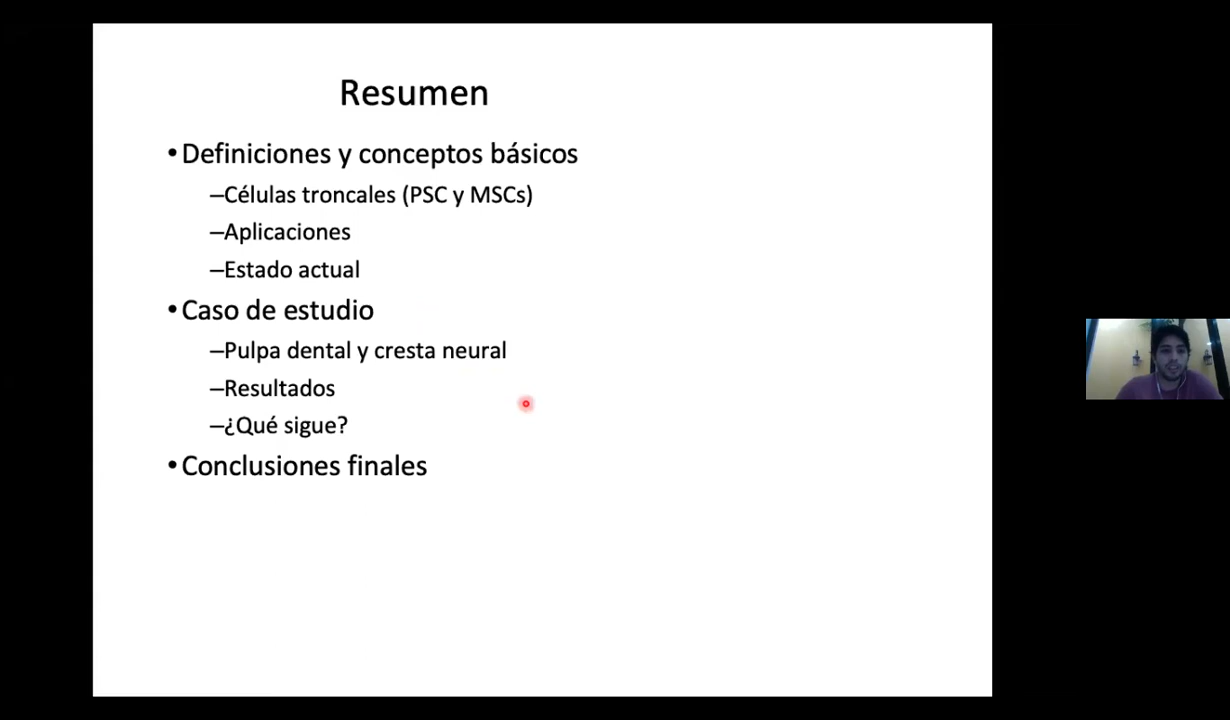 Resumen
•Definiciones y conceptos básicos
–Células troncales (PSC y MSCs)
–Aplicaciones
–Estado actual
•Caso de estudio
–Pulpa dental y cresta neural
–Resultados
–¿Qué sigue?
•Conclusiones finales